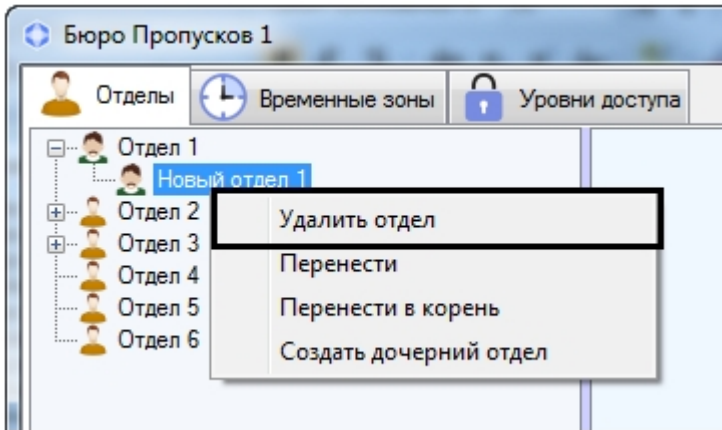 Бюро Пропусков 1
Отделы Временные зоны Уровни доступа
Отдел 1
Новый отдел 1
Отдел 2
Отдел 3
Отдел 4
Отдел 5
Отдел 6
Удалить отдел
Перенести
Перенести в корень
Создать дочерний отдел